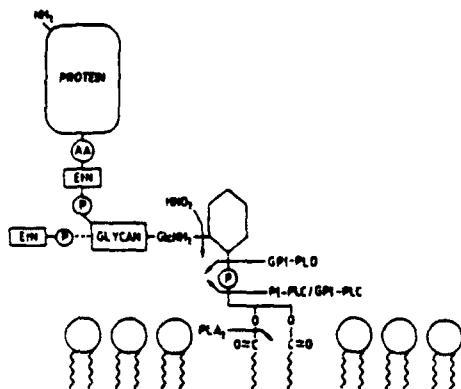 NH₂
PROTEIN
AA
EtN
P
HNO₂
EtN P GLYCAN GlcNH₂
GPI-PLD
P
PI-PLC/GPI-PLC
O O
PLA₂
O=C C=O